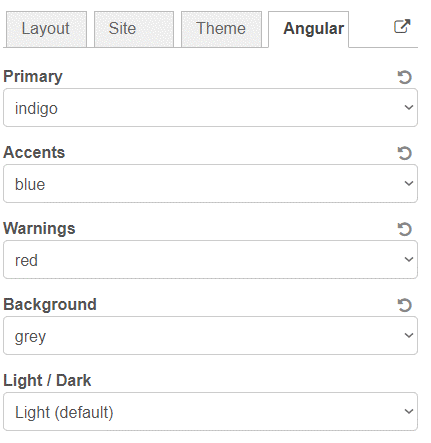 Layout Site Theme Angular
Primary
indigo
Accents
blue
Warnings
red
Background
grey
Light / Dark
Light (default)